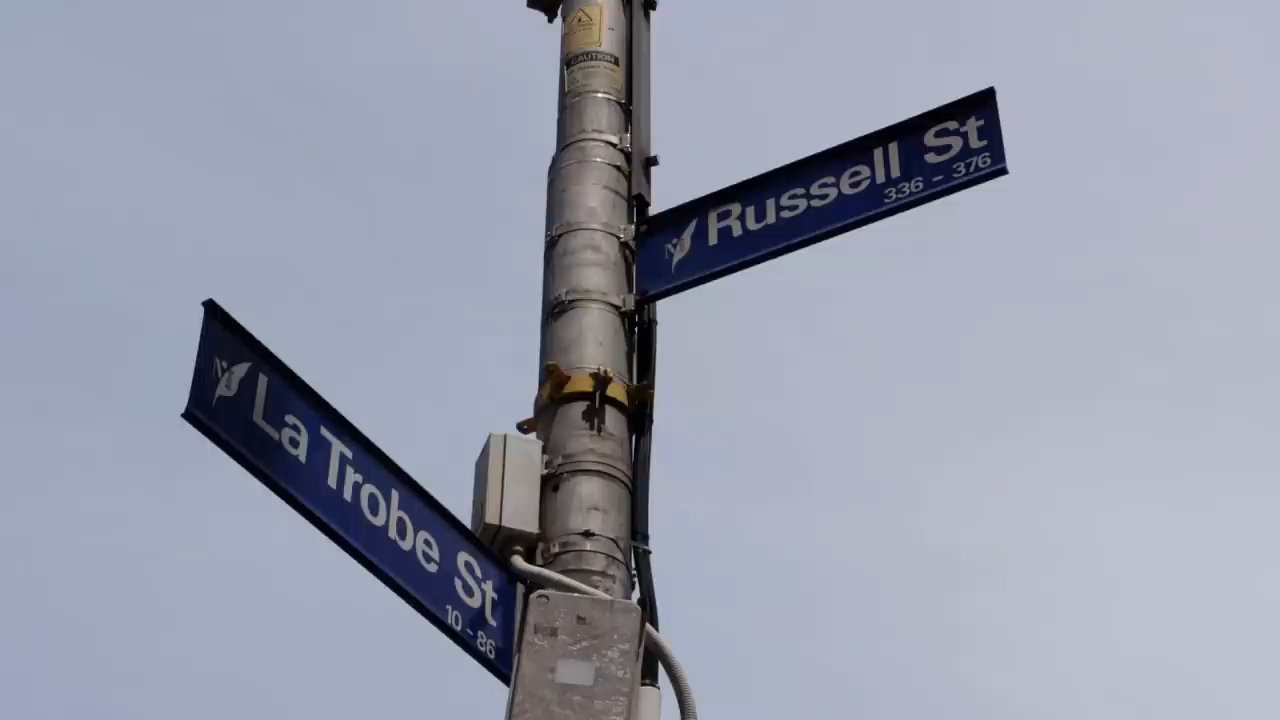 CAUTION
Russell St
336 - 376
La Trobe St
10 - 86